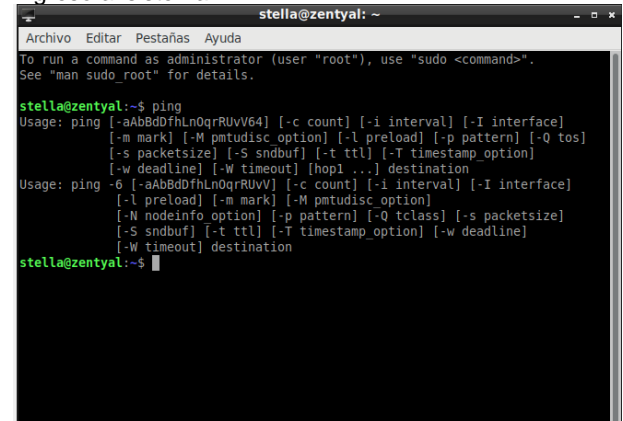 stella@zentyal: ~
Archivo Editar Pestañas Ayuda
To run a command as administrator (user "root"), use "sudo <command>".
See "man sudo_root" for details.
stella@zentyal:~$ ping
Usage: ping [-aAbBdDfhLnOqrRUvV64] [-c count] [-i interval] [-I interface]
[-m mark] [-M pmtudisc_option] [-l preload] [-p pattern] [-Q tos]
[-s packetsize] [-S sndbuf] [-t ttl] [-T timestamp_option]
[-w deadline] [-W timeout] [hop1 ...] destination
Usage: ping -6 [-aAbBdDfhLnOqrRUvV] [-c count] [-i interval] [-I interface]
[-l preload] [-m mark] [-M pmtudisc_option]
[-N nodeinfo_option] [-p pattern] [-Q tclass] [-s packetsize]
[-S sndbuf] [-t ttl] [-T timestamp_option] [-w deadline]
[-W timeout] destination
stella@zentyal:~$